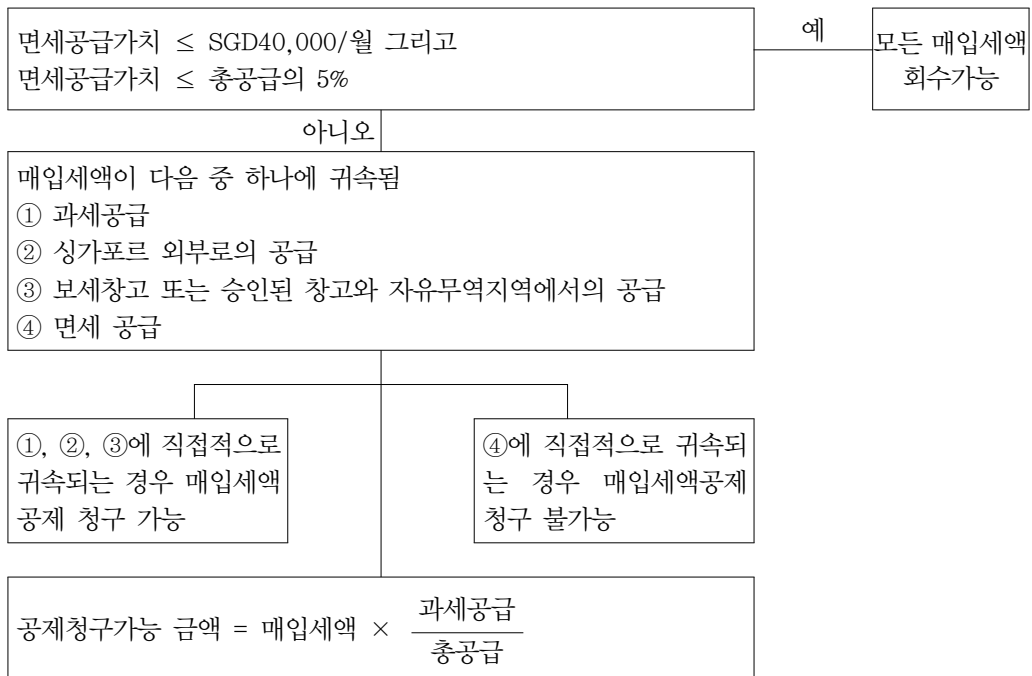 면세공급가치 ≤ SGD40,000/월 그리고
면세공급가치 ≤ 총공급의 5%
예
모든 매입세액
회수가능
아니오
매입세액이 다음 중 하나에 귀속됨
① 과세공급
② 싱가포르 외부로의 공급
③ 보세창고 또는 승인된 창고와 자유무역지역에서의 공급
④ 면세 공급
①, ②, ③에 직접적으로
귀속되는 경우 매입세액
공제 청구 가능
④에 직접적으로 귀속되
는 경우 매입세액공제
청구 불가능
공제청구가능 금액 = 매입세액 × 과세공급
총공급